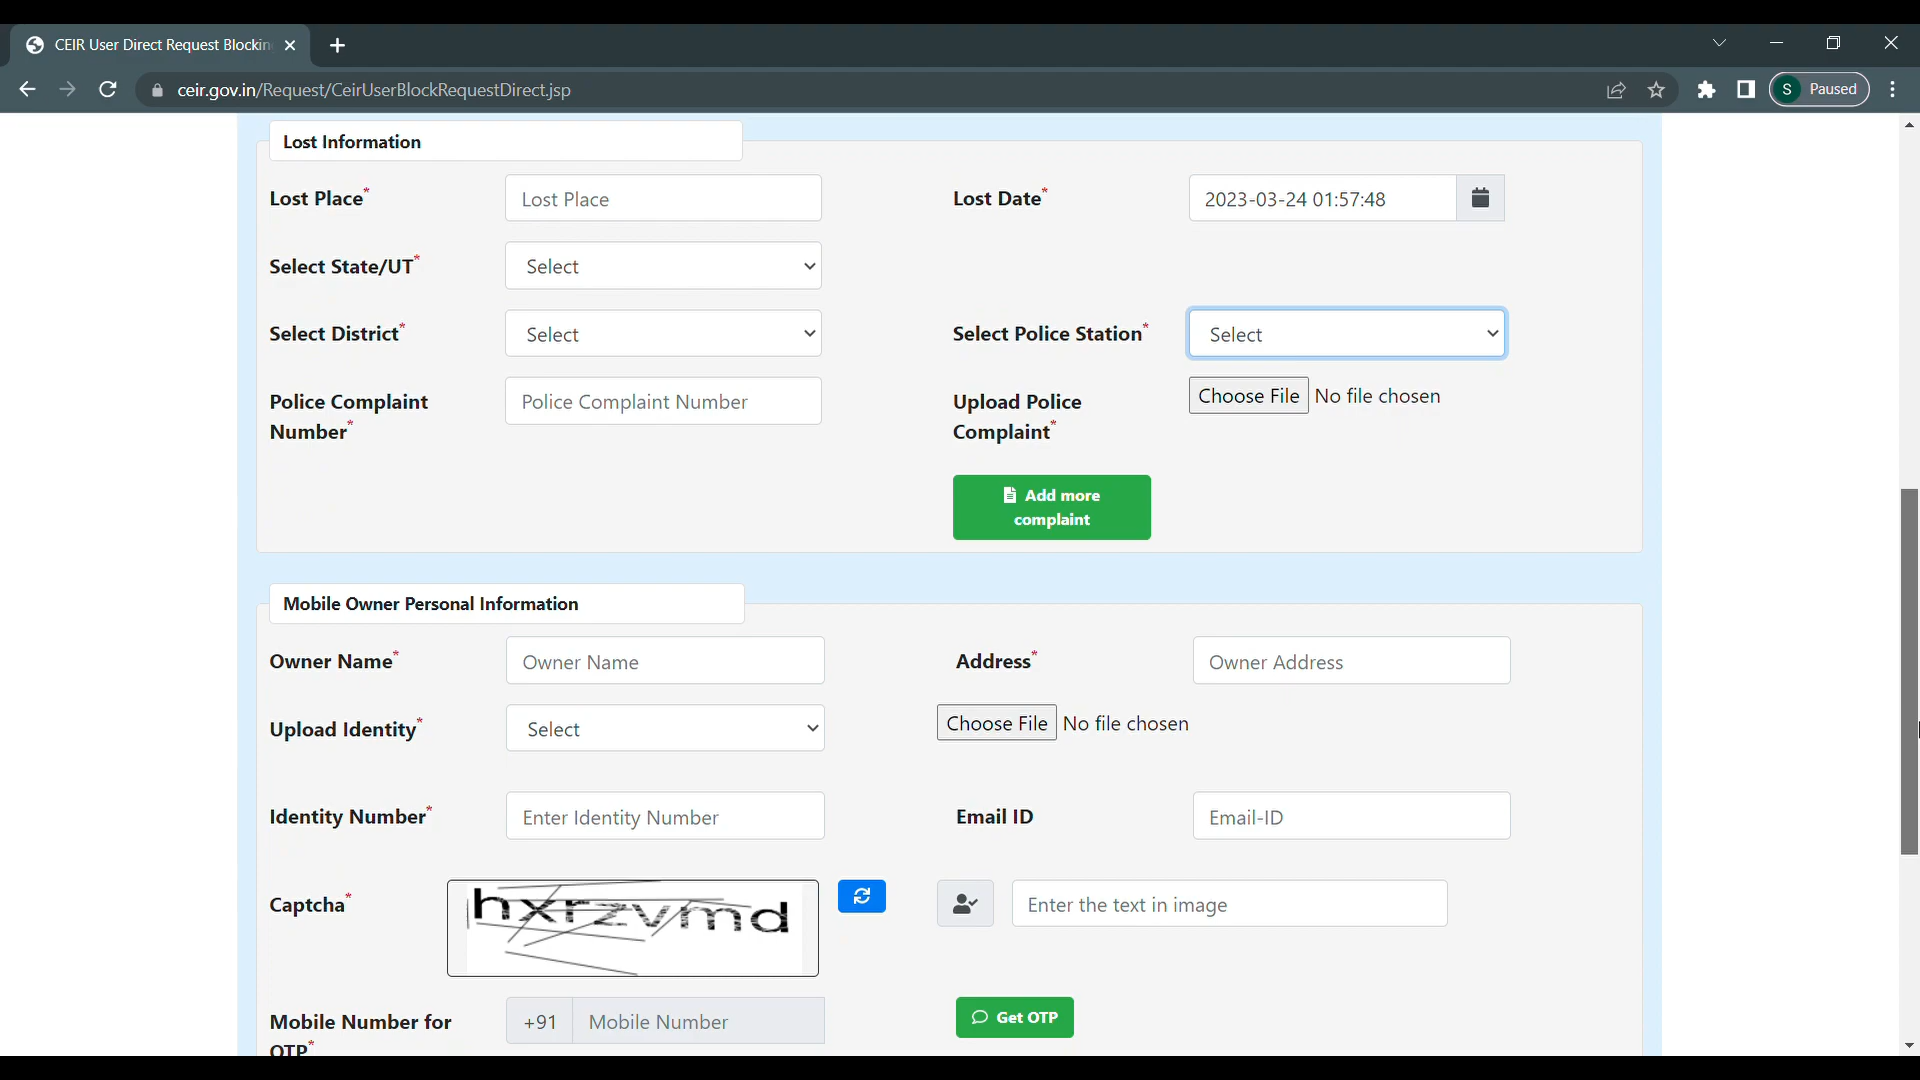 CEIR User Direct Request Blockin
ceir.gov.in/Request/CeirUserBlockRequestDirect.jsp
S Paused
Lost Information
Lost Place* Lost Place Lost Date* 2023-03-24 01:57:48
Select State/UT* Select
Select District* Select Select Police Station* Select
Police Complaint Number* Police Complaint Number Upload Police Complaint* Choose File No file chosen
Add more
complaint
Mobile Owner Personal Information
Owner Name* Owner Name Address* Owner Address
Upload Identity* Select Choose File No file chosen
Identity Number* Enter Identity Number Email ID Email-ID
Captcha* hxrzvmd Enter the text in image
Mobile Number for OTP* +91 Mobile Number Get OTP